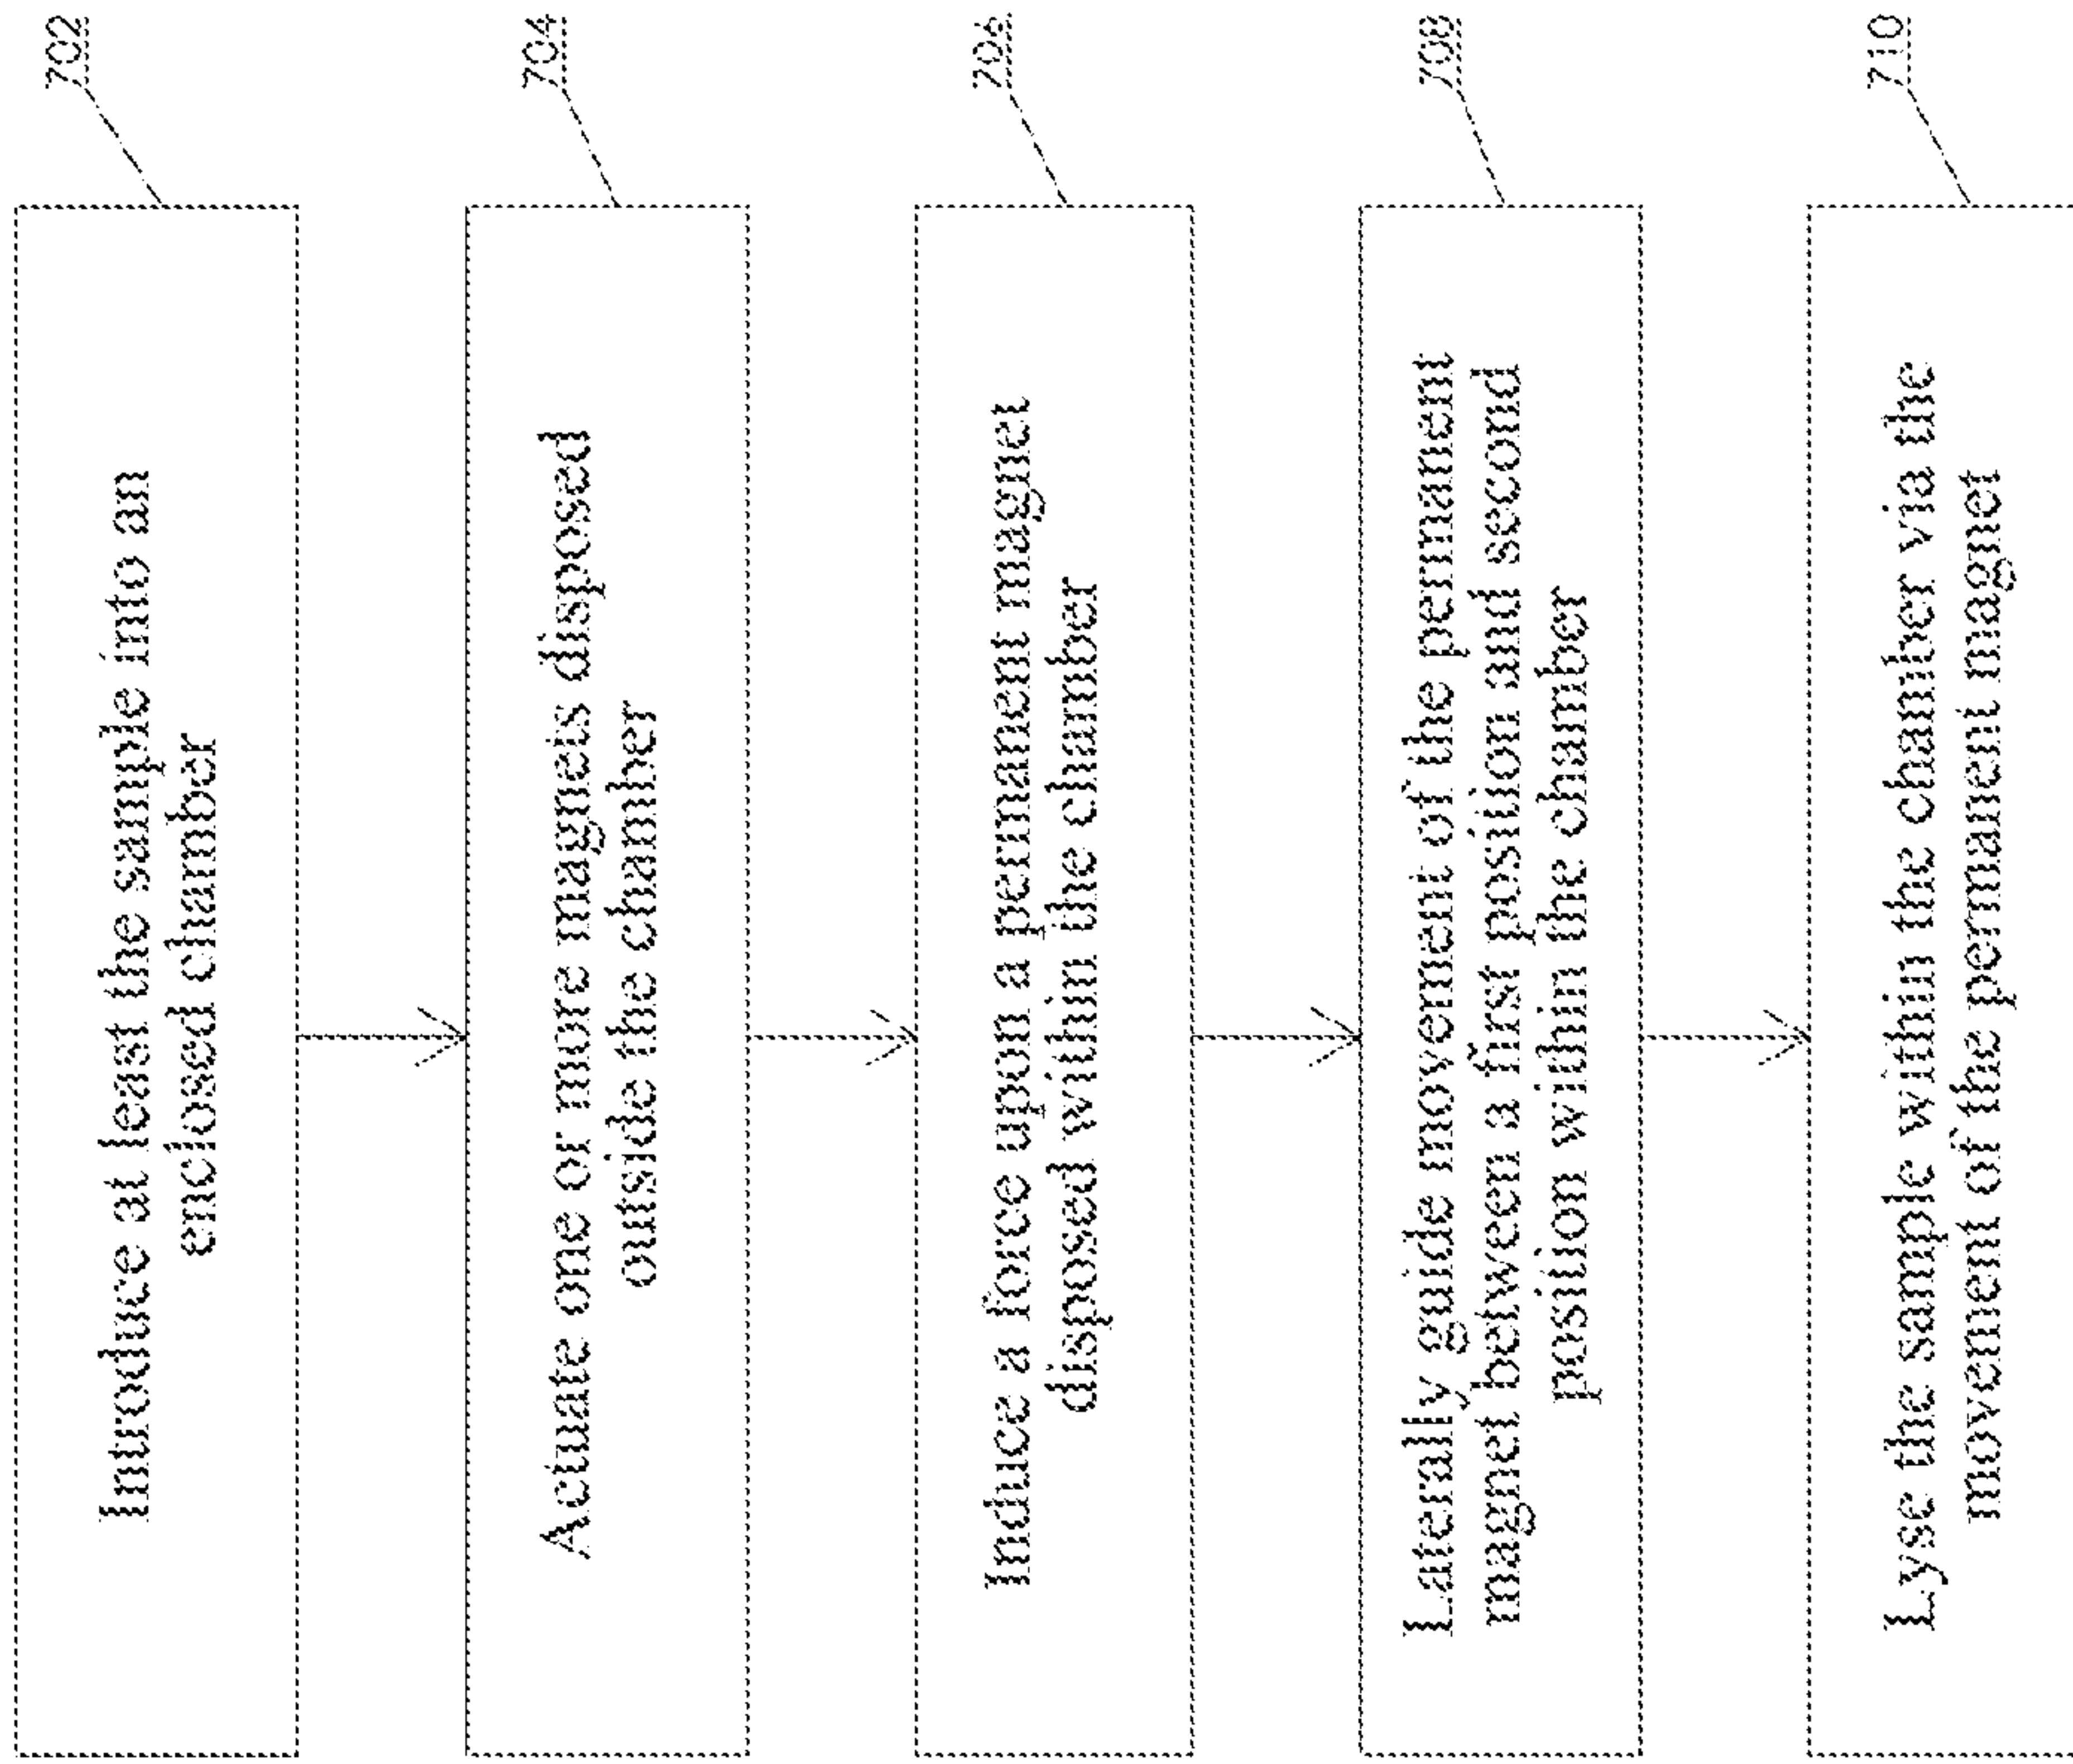 702
Introduce at least the sample into an
enclosed chamber
704
Actuate one or more magnets disposed
outside the chamber
706
Induce a force upon a permanent magnet
disposed within the chamber
708
Laterally guide movement of the permanent
magnet between a first position and second
position within the chamber
710
Lyse the sample within the chamber via the
movement of the permanent magnet